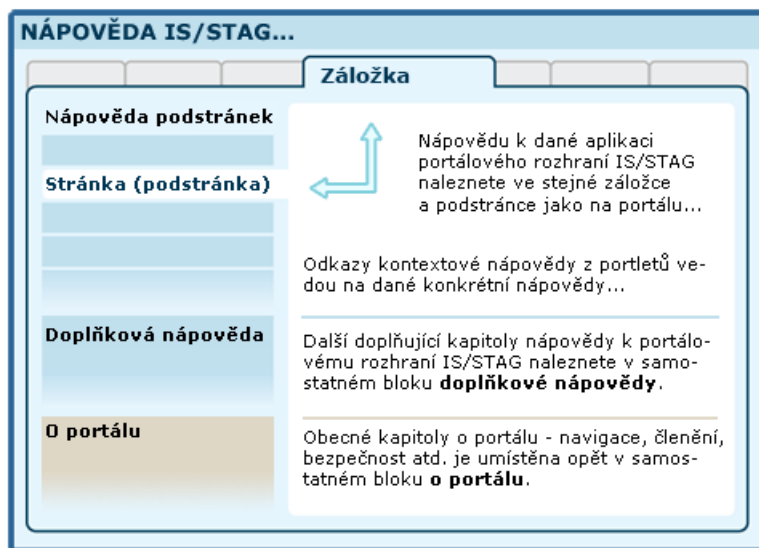 NÁPOVĚDA IS/STAG...
Záložka
Nápověda podstránek
Stránka (podstránka)
Nápovědu k dané aplikaci
portálového rozhraní IS/STAG
naleznete ve stejné záložce
a podstránce jako na portálu...
Odkazy kontextové nápovědy z portletů ve-
dou na dané konkrétní nápovědy...
Doplňková nápověda
Další doplňující kapitoly nápovědy k portálo-
vému rozhraní IS/STAG naleznete v samo-
statném bloku doplňkové nápovědy.
O portálu
Obecné kapitoly o portálu - navigace, členění,
bezpečnost atd. je umístěna opět v samos-
tatném bloku o portálu.